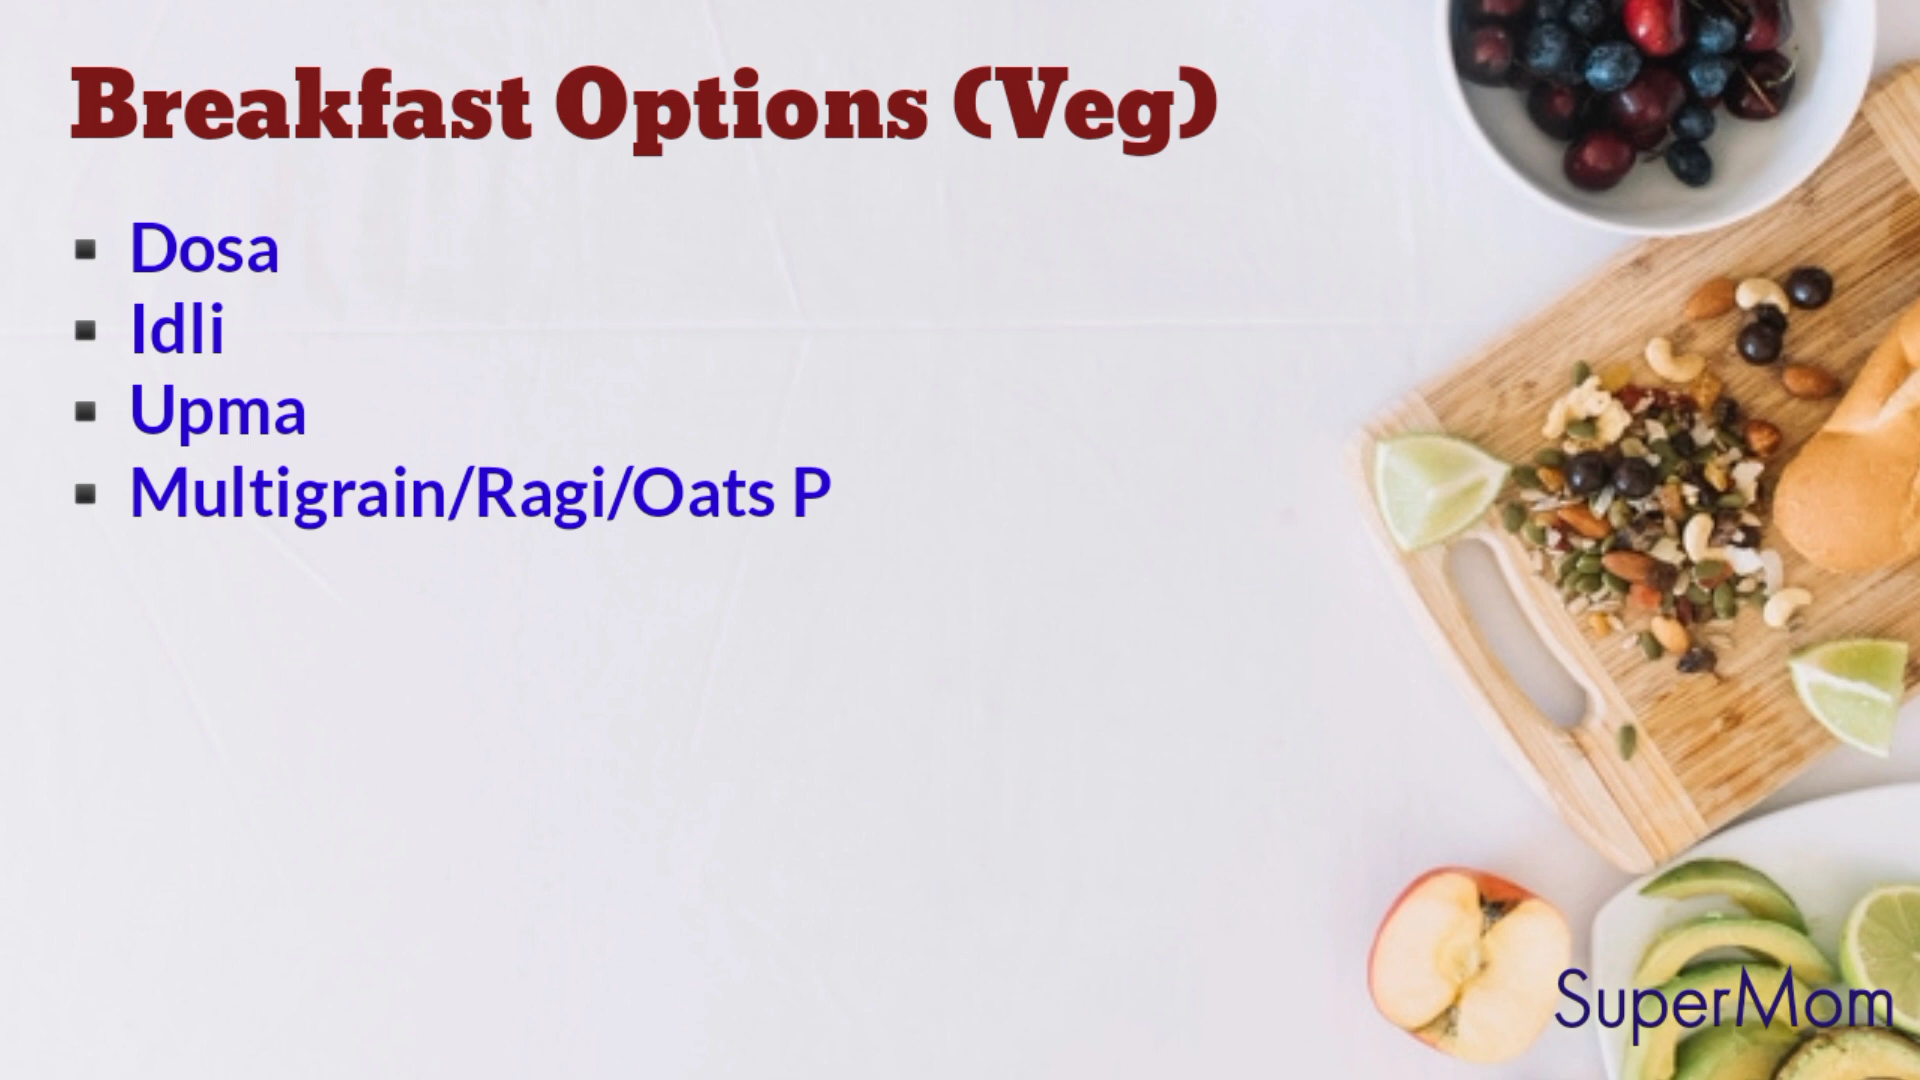 Breakfast Options (Veg)
▪ Dosa
▪ Idli
▪ Upma
▪ Multigrain/Ragi/Oats P
SuperMom